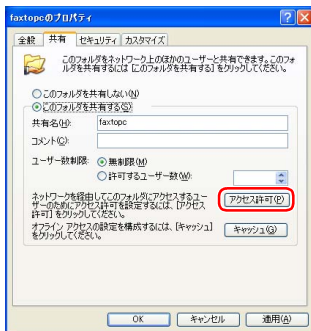 faxtopcのプロパティ
全般 共有 セキュリティ カスタマイズ
このフォルダをネットワーク上のほかのユーザーと共有できます。このフォ
ルダを共有するには [このフォルダを共有する] をクリックしてください。
このフォルダを共有しない(N)
このフォルダを共有する(S)
共有名(H): faxtopc
コメント(C):
ユーザー数制限: 無制限(M)
許可するユーザー数(W):
ネットワークを経由してこのフォルダにアクセスするユー
ザーのためにアクセス許可を設定するには、[アクセス
許可] をクリックしてください。
アクセス許可(P)
オフライン アクセスの設定を構成するには、[キャッシュ]
をクリックしてください。
キャッシュ(G)
OK キャンセル 適用(A)